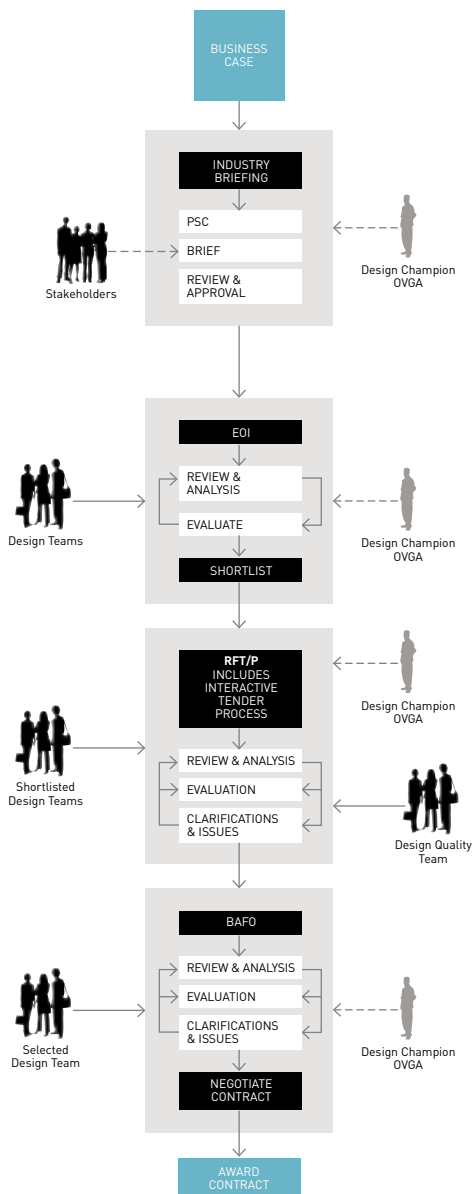 BUSINESS
CASE
INDUSTRY
BRIEFING
PSC
BRIEF
REVIEW &
APPROVAL
Stakeholders
Design Champion
OVGA
EOI
REVIEW &
ANALYSIS
EVALUATE
SHORTLIST
Design Teams
Design Champion
OVGA
RFT/P
INCLUDES
INTERACTIVE
TENDER
PROCESS
Design Champion
OVGA
REVIEW & ANALYSIS
EVALUATION
CLARIFICATIONS
& ISSUES
Shortlisted
Design Teams
Design Quality
Team
BAFO
REVIEW & ANALYSIS
EVALUATION
CLARIFICATIONS
& ISSUES
NEGOTIATE
CONTRACT
Selected
Design Team
Design Champion
OVGA
AWARD
CONTRACT